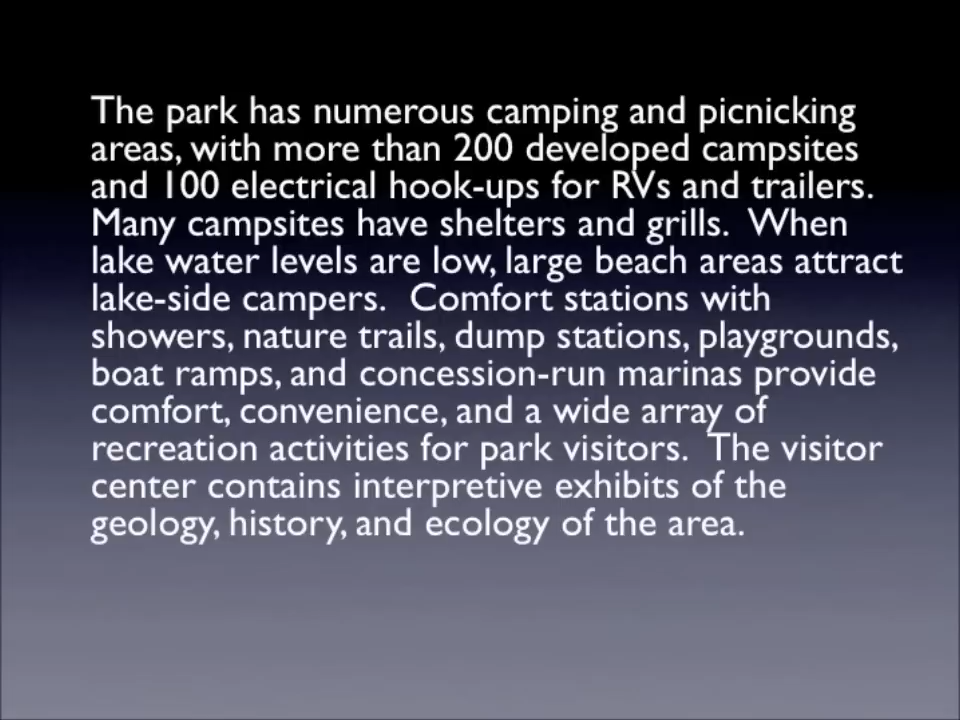 The park has numerous camping and picnicking
areas, with more than 200 developed campsites
and 100 electrical hook-ups for RVs and trailers.
Many campsites have shelters and grills.  When
lake water levels are low, large beach areas attract
lake-side campers.  Comfort stations with
showers, nature trails, dump stations, playgrounds,
boat ramps, and concession-run marinas provide
comfort, convenience, and a wide array of
recreation activities for park visitors.  The visitor
center contains interpretive exhibits of the
geology, history, and ecology of the area.